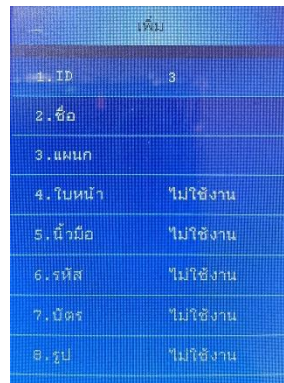 เพิ่ม
1.ID 3
2.ชื่อ
3.แผนก
4.ใบหน้า ไม่ใช้งาน
5.นิ้วมือ ไม่ใช้งาน
6.รหัส ไม่ใช้งาน
7.บัตร ไม่ใช้งาน
8.รูป ไม่ใช้งาน